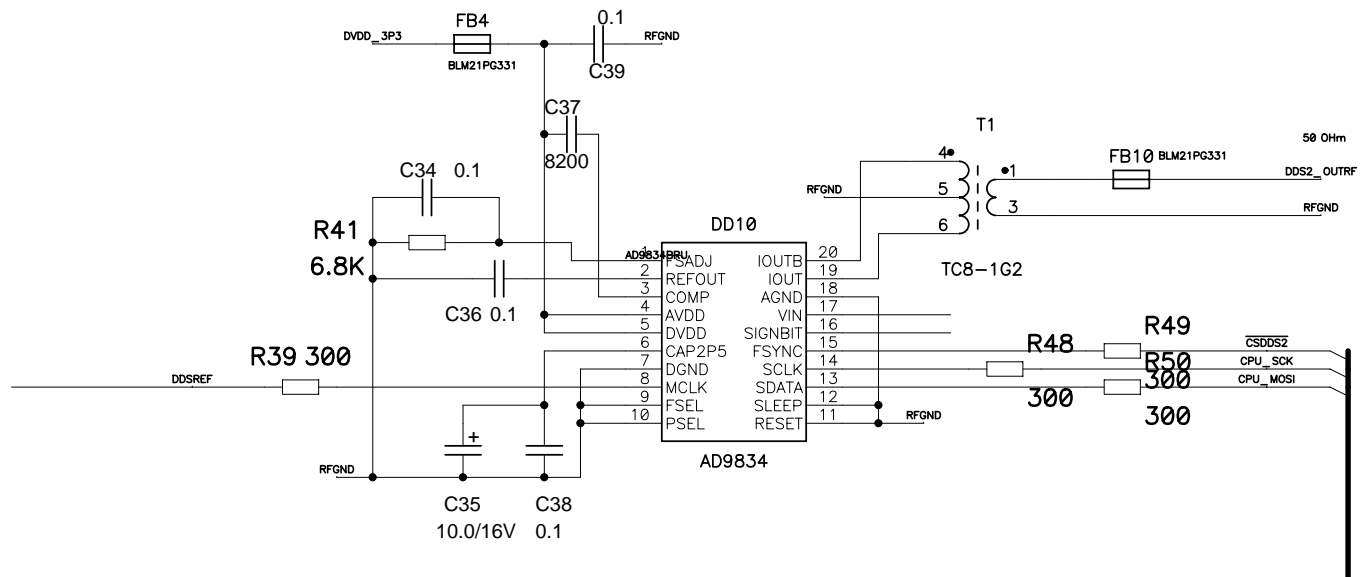 0.1
FB4
DVDD_3P3
RFGND
BLM21PG331
C39
C37
8200
T1
50 OHm
C34 0.1
4
1
FB10 BLM21PG331
DDS2_OUTRF
RFGND
5
R41
DD10
3
RFGND
6
6.8K
AD9834BRU
TC8-1G2
1 FSADJ IOUTB 20
2 REFOUT IOUT 19
3 COMP AGND 18
C36 0.1
4 AVDD VIN 17
5 DVDD SIGNBIT 16
6 CAP2P5 FSYNC 15
7 DGND SCLK 14
8 MCLK SDATA 13
9 FSEL SLEEP 12
10 PSEL RESET 11
R49
R48
CSDDS2
R39 300
R50
CPU_SCK
DDSREF
300
CPU_MOSI
300
300
RFGND
+
AD9834
RFGND
C35 C38
10.0/16V 0.1